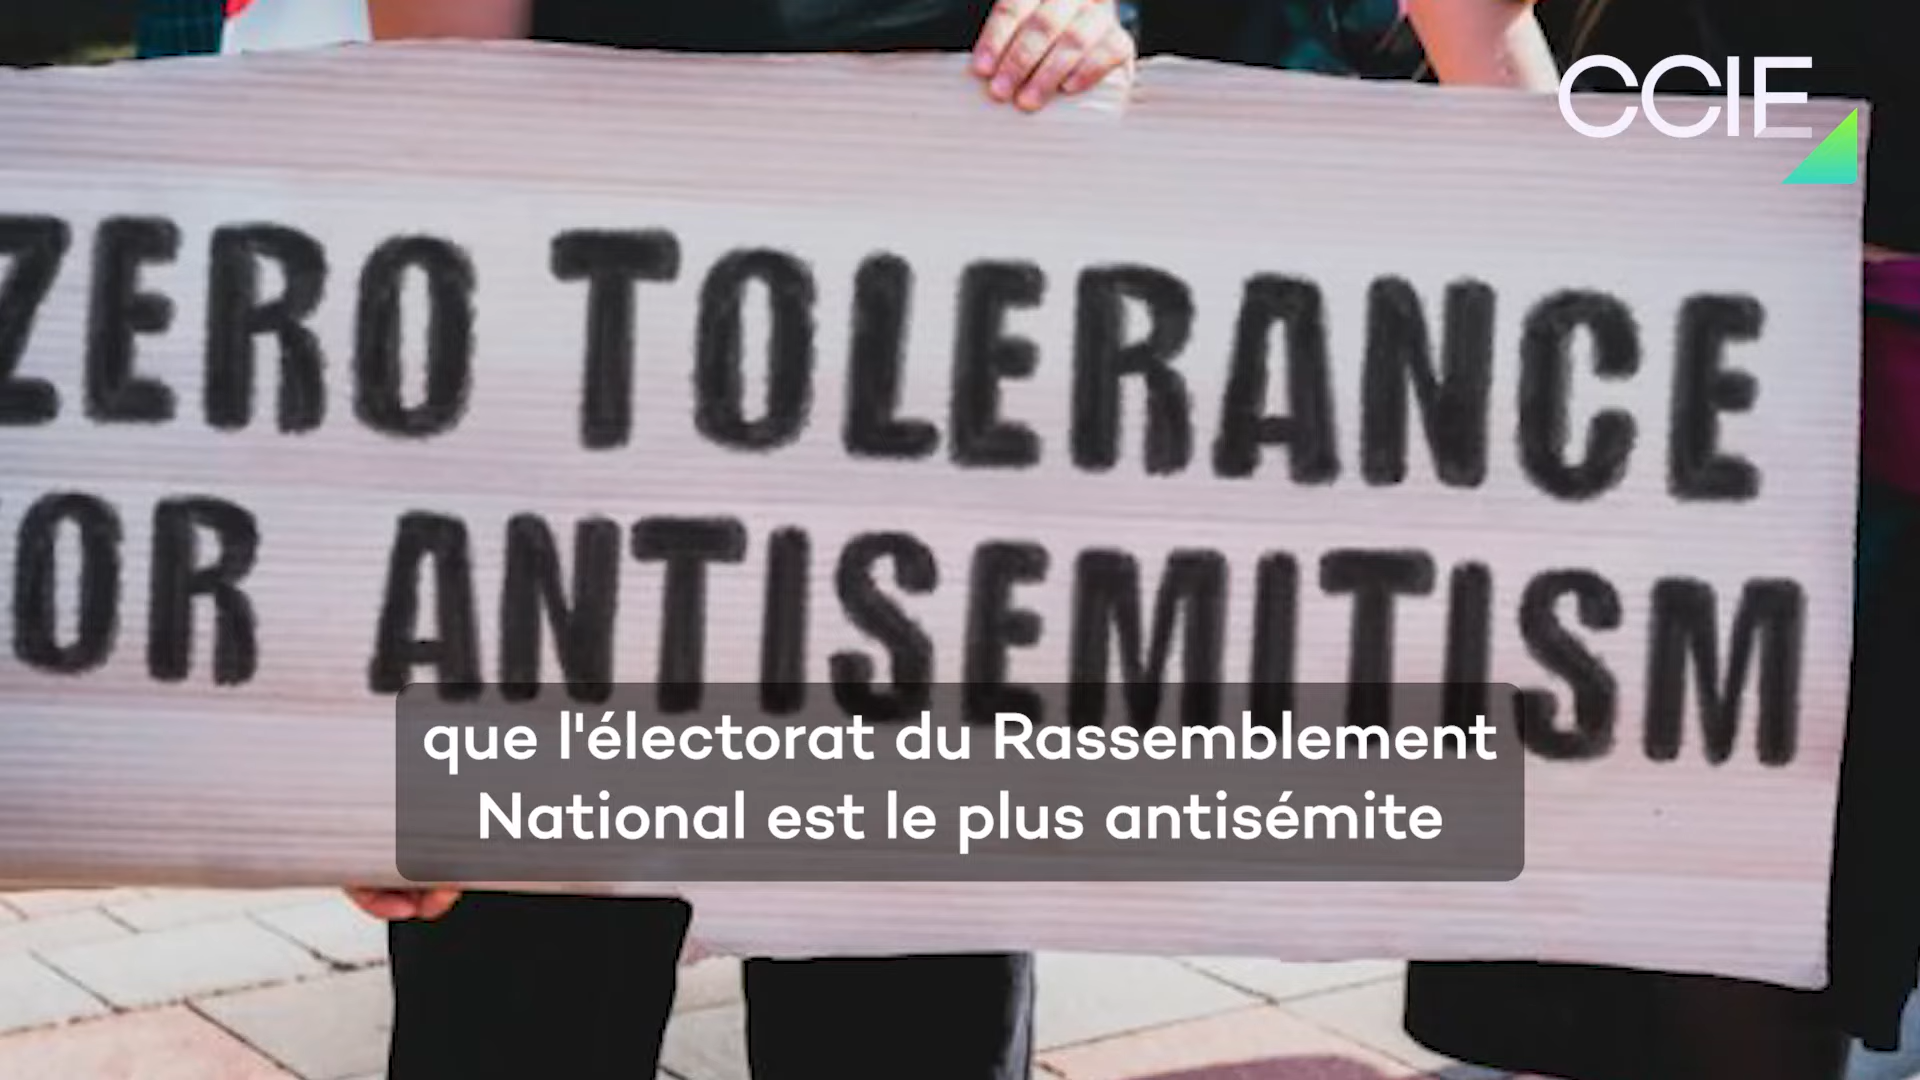 CCIE
ZERO TOLERANCE
OR ANTISEMITISM
que l'électorat du Rassemblement
National est le plus antisémite